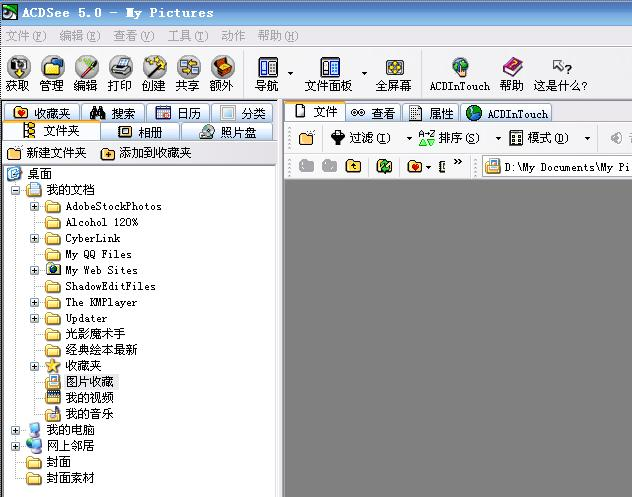 ACDSee 5.0 - My Pictures
文件(F) 编辑(E) 查看(V) 工具(T) 动作 帮助(H)
获取 管理 编辑 打印 创建 共享 额外 导航 文件面板 全屏幕 ACDInTouch 帮助 这是什么?
收藏夹 搜索 日历 分类
文件夹 相册 照片盘
文件 查看 属性 ACDInTouch
新建文件夹 添加到收藏夹
过滤(I) A-Z 排序(S) 模式(D)
D:\My Documents\My Pi
桌面
我的文档
AdobeStockPhotos
Alcohol 120%
CyberLink
My QQ Files
My Web Sites
ShadowEditFiles
The KMPlayer
Updater
光影魔术手
经典绘本最新
收藏夹
图片收藏
我的视频
我的音乐
我的电脑
网上邻居
封面
封面素材